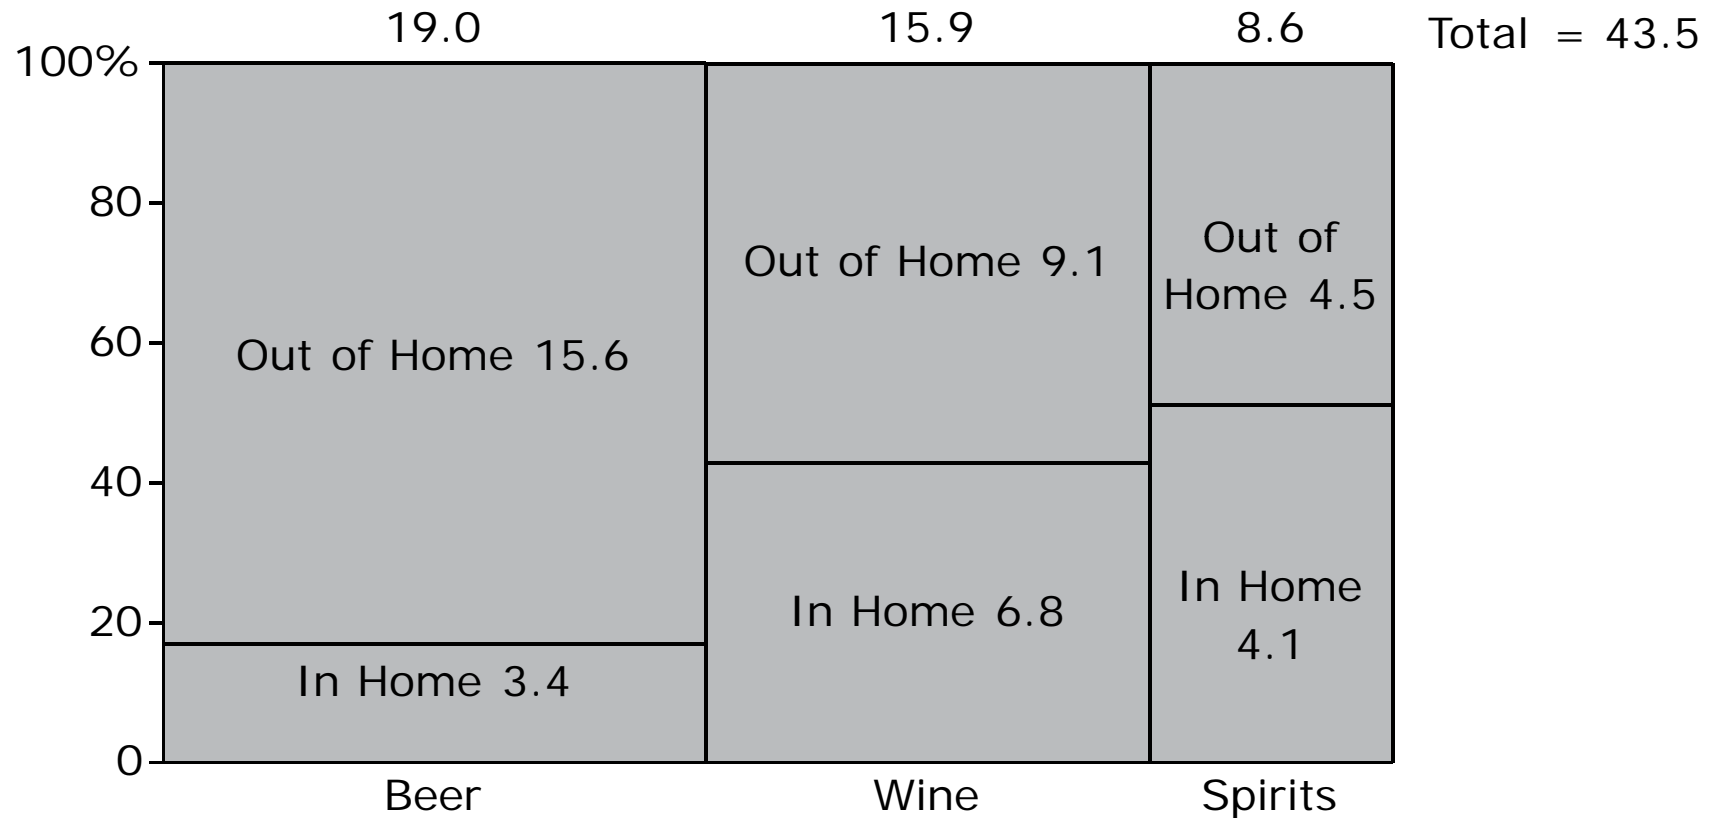 19.0 15.9 8.6 Total = 43.5
100%
80
60
40
20
0
Out of Home 15.6
In Home 3.4
Out of Home 9.1
In Home 6.8
Out of
Home 4.5
In Home
4.1
Beer Wine Spirits